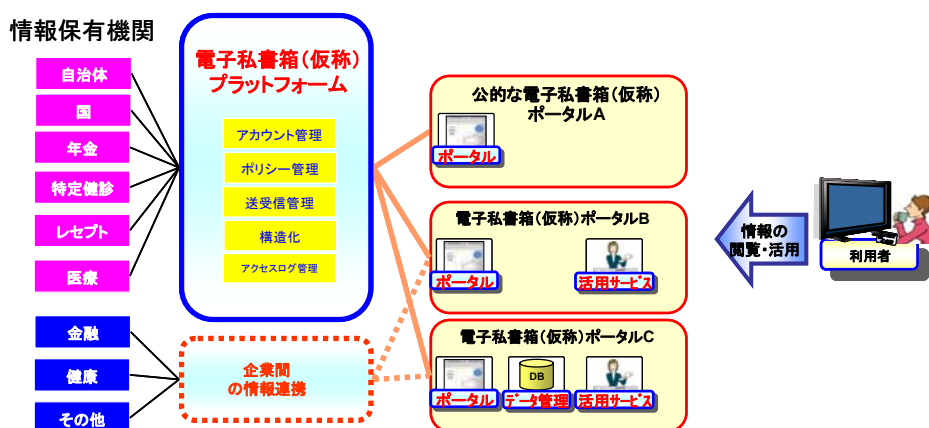 情報保有機関
自治体
国
年金
特定健診
レセプト
医療
金融
健康
その他
電子私書箱(仮称)
プラットフォーム
アカウント管理
ポリシー管理
送受信管理
構造化
アクセスログ管理
企業間
の情報連携
公的な電子私書箱(仮称)
ポータルA
ポータル
電子私書箱(仮称)ポータルB
ポータル
活用サービス
電子私書箱(仮称)ポータルC
ポータル
DB
データ管理
活用サービス
情報の
閲覧・活用
利用者